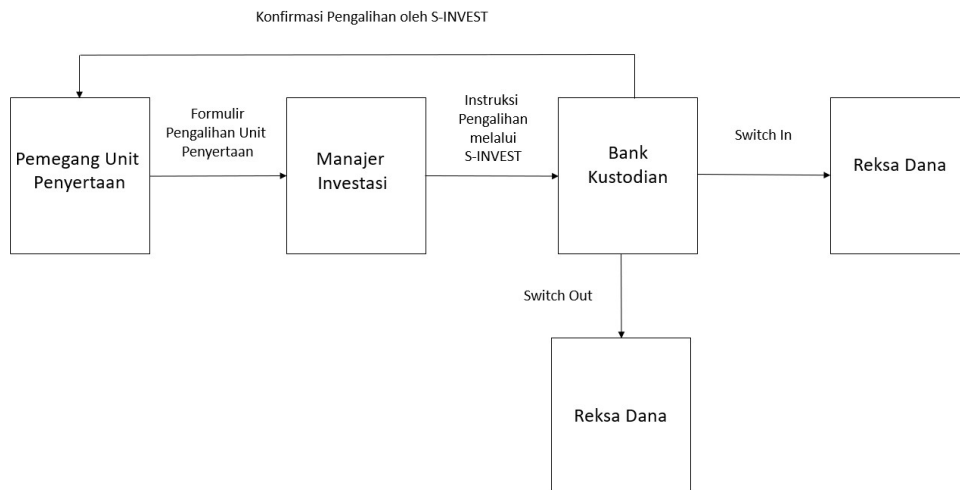 Konfirmasi Pengalihan oleh S-INVEST
Formulir
Pengalihan Unit
Penyertaan
Instruksi
Pengalihan
melalui
S-INVEST
Switch In
Pemegang Unit
Penyertaan
Manajer
Investasi
Bank
Kustodian
Reksa Dana
Switch Out
Reksa Dana